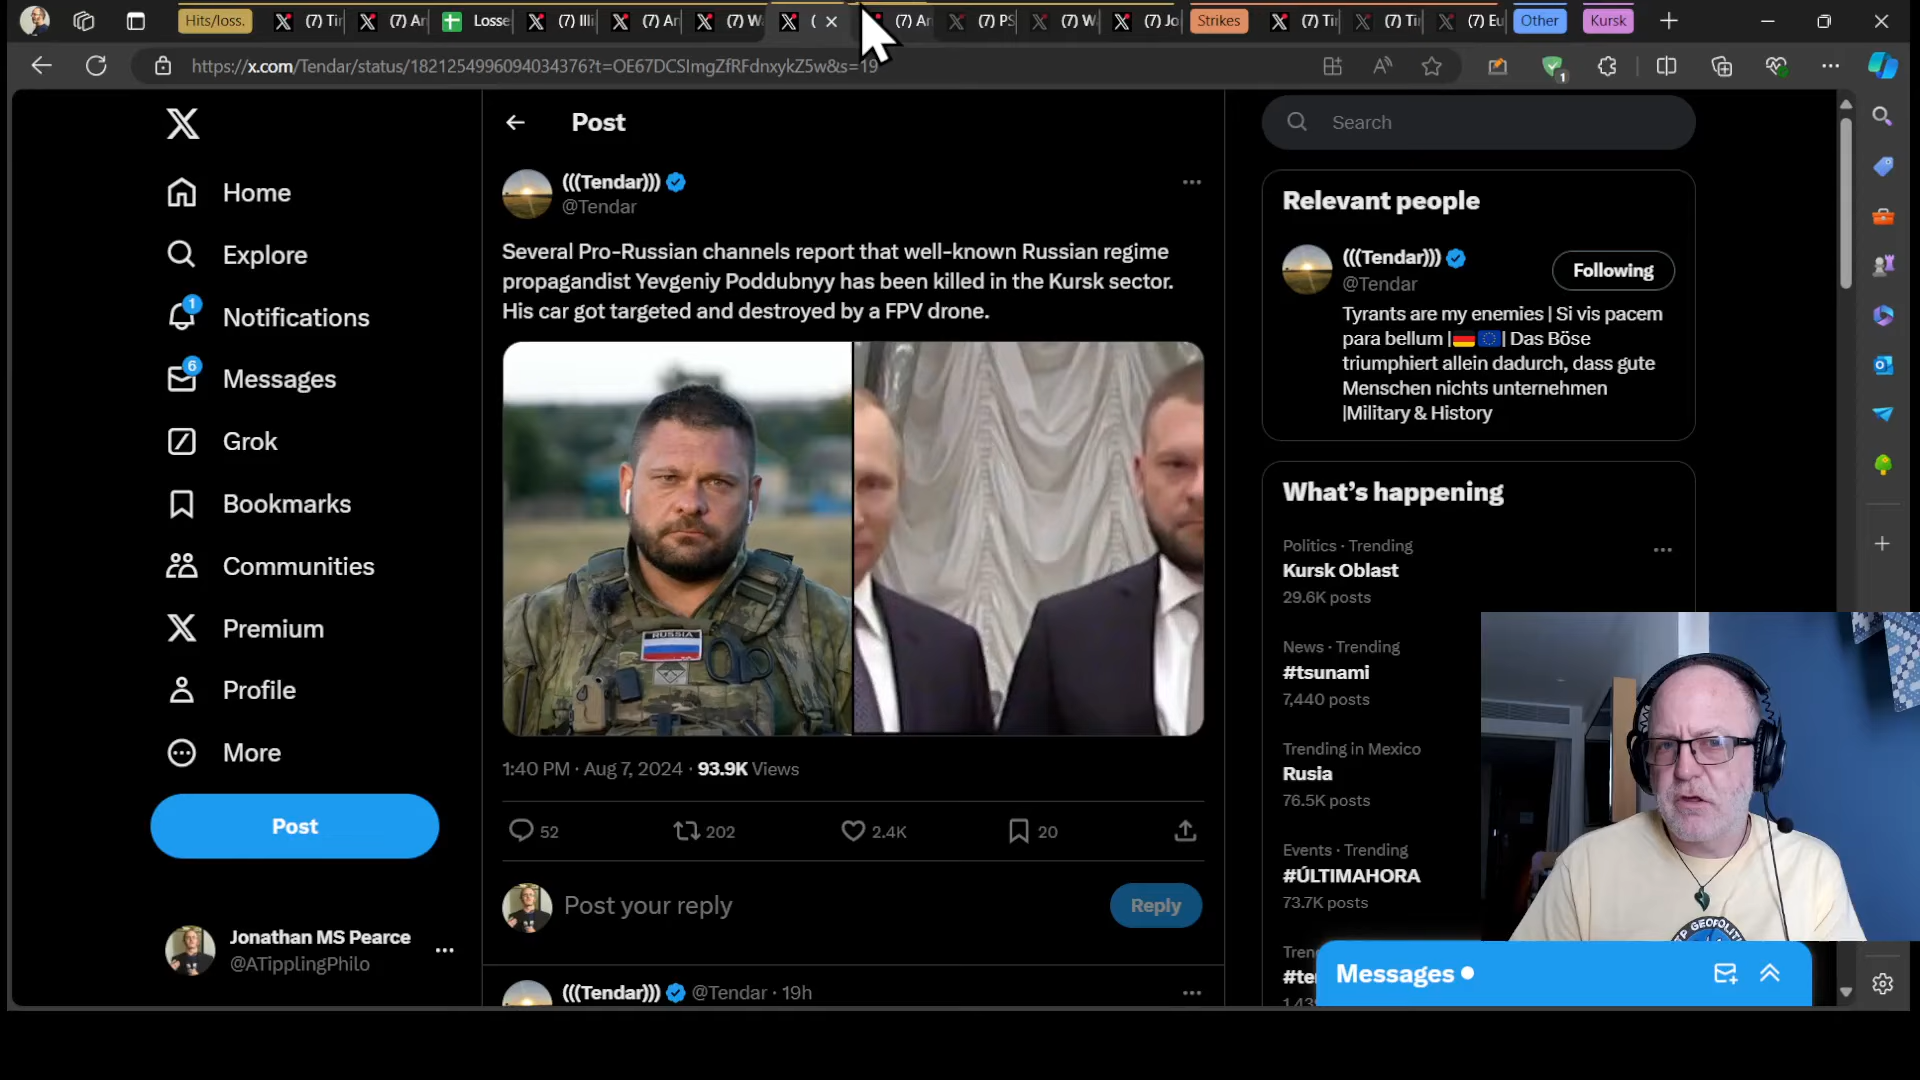 Hits/loss.
(7) Ti
(7) Ar
Losse
(7) Illi
(7) Ar
(7) W
(
(7) Ar
(7) PS
(7) W
(7) Jo
Strikes
(7) Ti
(7) Ti
(7) Eu
Other
Kursk
https://x.com/Tendar/status/1821254996094034376?t=OE67DCSImgZfRFdnxykZ5w&s=19
1
Home
Explore
1
Notifications
6
Messages
Grok
Bookmarks
Communities
Premium
Profile
More
Post
Jonathan MS Pearce
@ATipplingPhilo
Post
(((Tendar)))
@Tendar
Several Pro-Russian channels report that well-known Russian regime
propagandist Yevgeniy Poddubnyy has been killed in the Kursk sector.
His car got targeted and destroyed by a FPV drone.
RUSSIA
1:40 PM · Aug 7, 2024 · 93.9K Views
52 202 2.4K 20
Post your reply
Reply
(((Tendar))) @Tendar · 19h
Search
Relevant people
(((Tendar)))
@Tendar
Following
Tyrants are my enemies | Si vis pacem
para bellum |🇩🇪🇪🇺| Das Böse
triumphiert allein dadurch, dass gute
Menschen nichts unternehmen
|Military & History
What's happening
Politics · Trending
Kursk Oblast
29.6K posts
News · Trending
#tsunami
7,440 posts
Trending in Mexico
Rusia
76.5K posts
Events · Trending
#ÚLTIMAHORA
73.7K posts
Tren
#te
Messages
TP GEOPOLIT